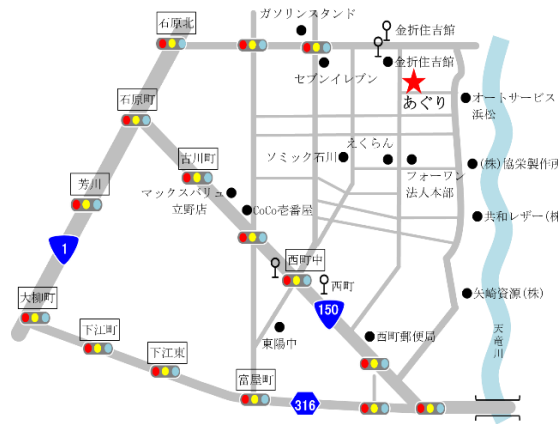 ガソリンスタンド
石原北
金折住吉館
セブンイレブン
金折住吉館
あぐり
石原町
オートサービス
浜松
古川町
ソミック石川
えくらん
フォーワン
法人本部
(株)協栄製作所
芳川
マックスバリュ
立野店
CoCo壱番屋
共和レザー(株
1
西町中
西町
矢崎資源(株)
大柳町
150
下江町
東陽中
西町郵便局
天竜川
下江東
富屋町
316